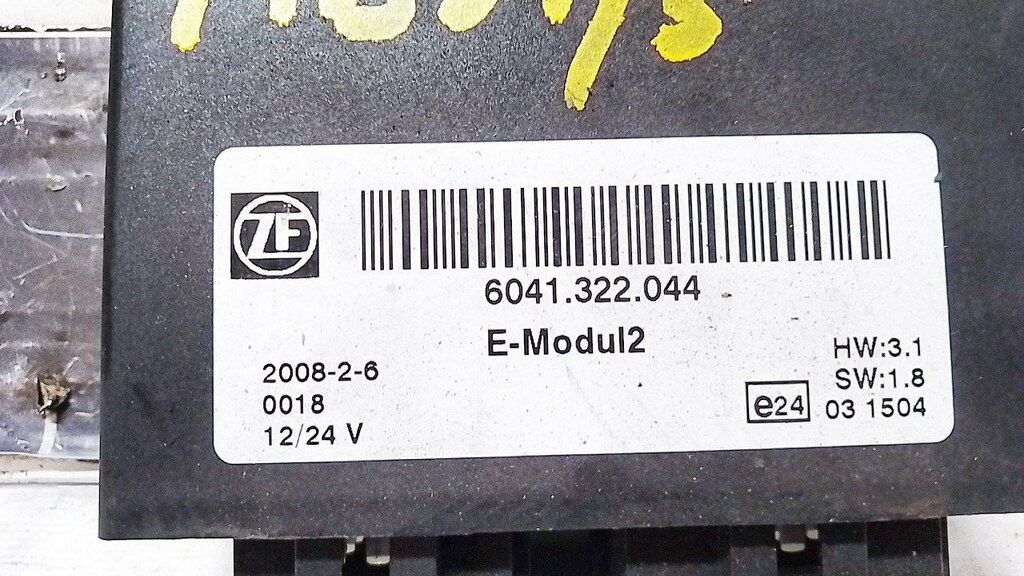 ZF
6041.322.044
E-Modul2
2008-2-6
0018
12/24 V
HW:3.1
SW:1.8
e24 03 1504